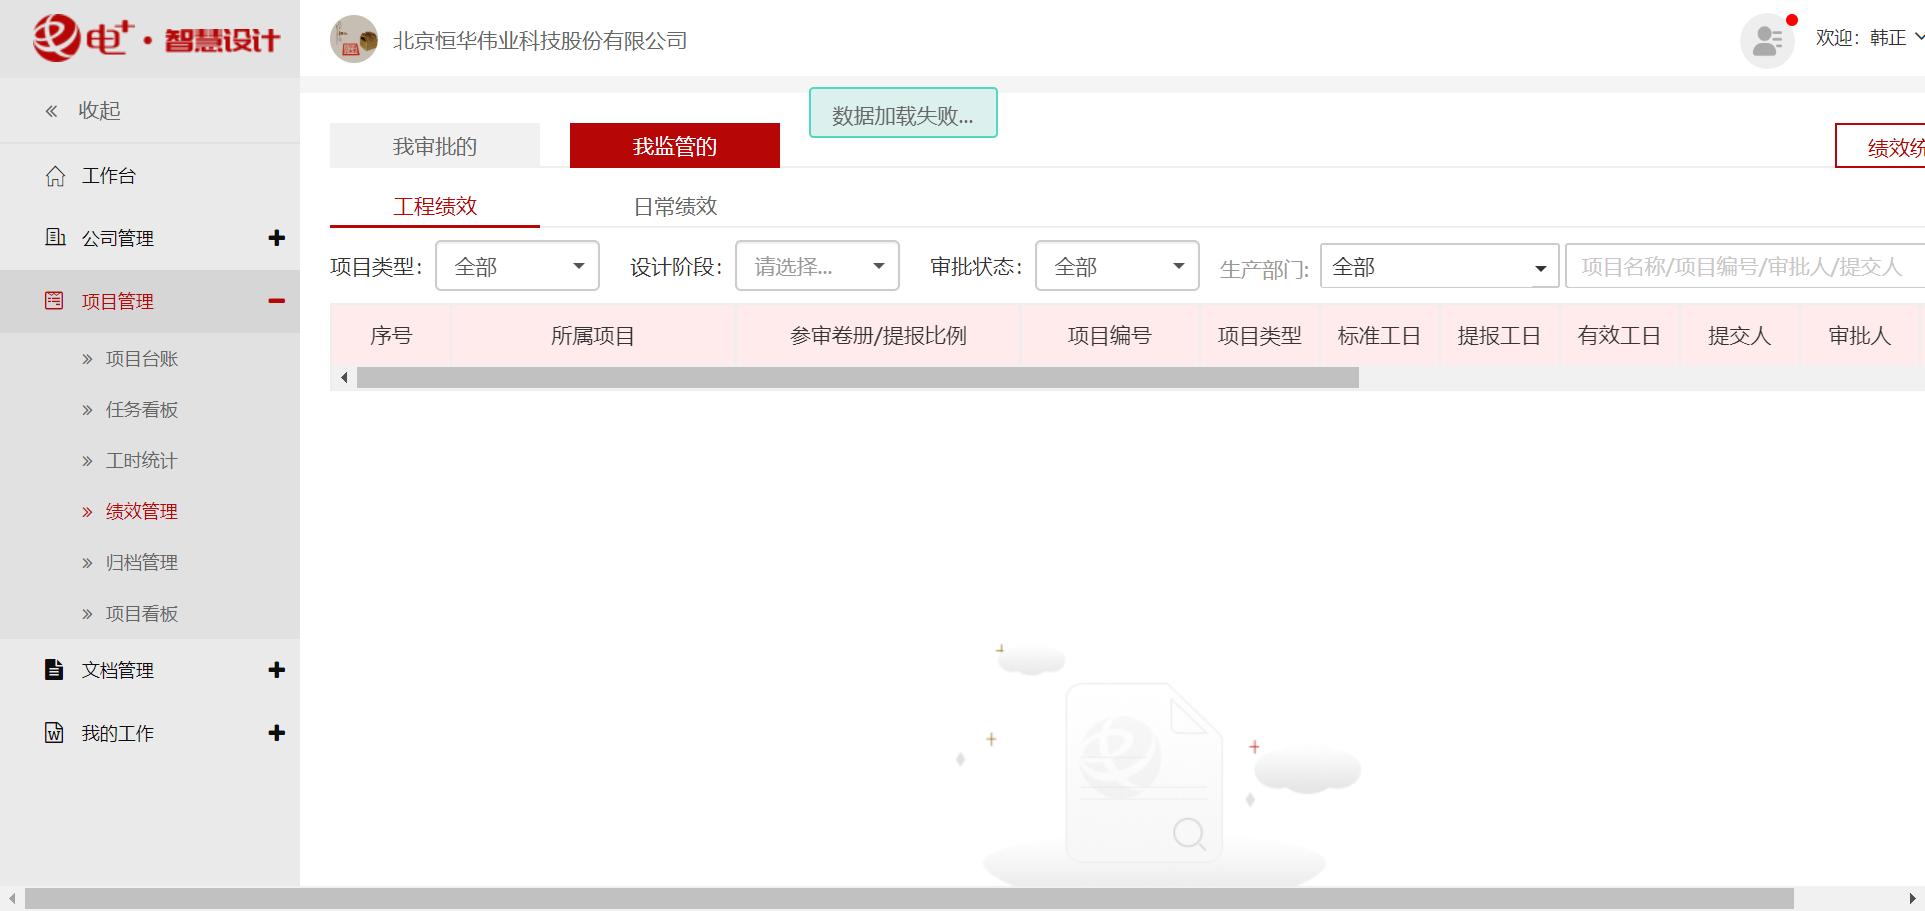 电+·智慧设计
北京恒华伟业科技股份有限公司
欢迎：韩正
收起
工作台
公司管理
项目管理
项目台账
任务看板
工时统计
绩效管理
归档管理
项目看板
文档管理
我的工作
数据加载失败...
我审批的
我监管的
绩效统
工程绩效
日常绩效
项目类型： 全部 设计阶段： 请选择... 审批状态： 全部 生产部门: 全部 项目名称/项目编号/审批人/提交人
序号 所属项目 参审卷册/提报比例 项目编号 项目类型 标准工日 提报工日 有效工日 提交人 审批人